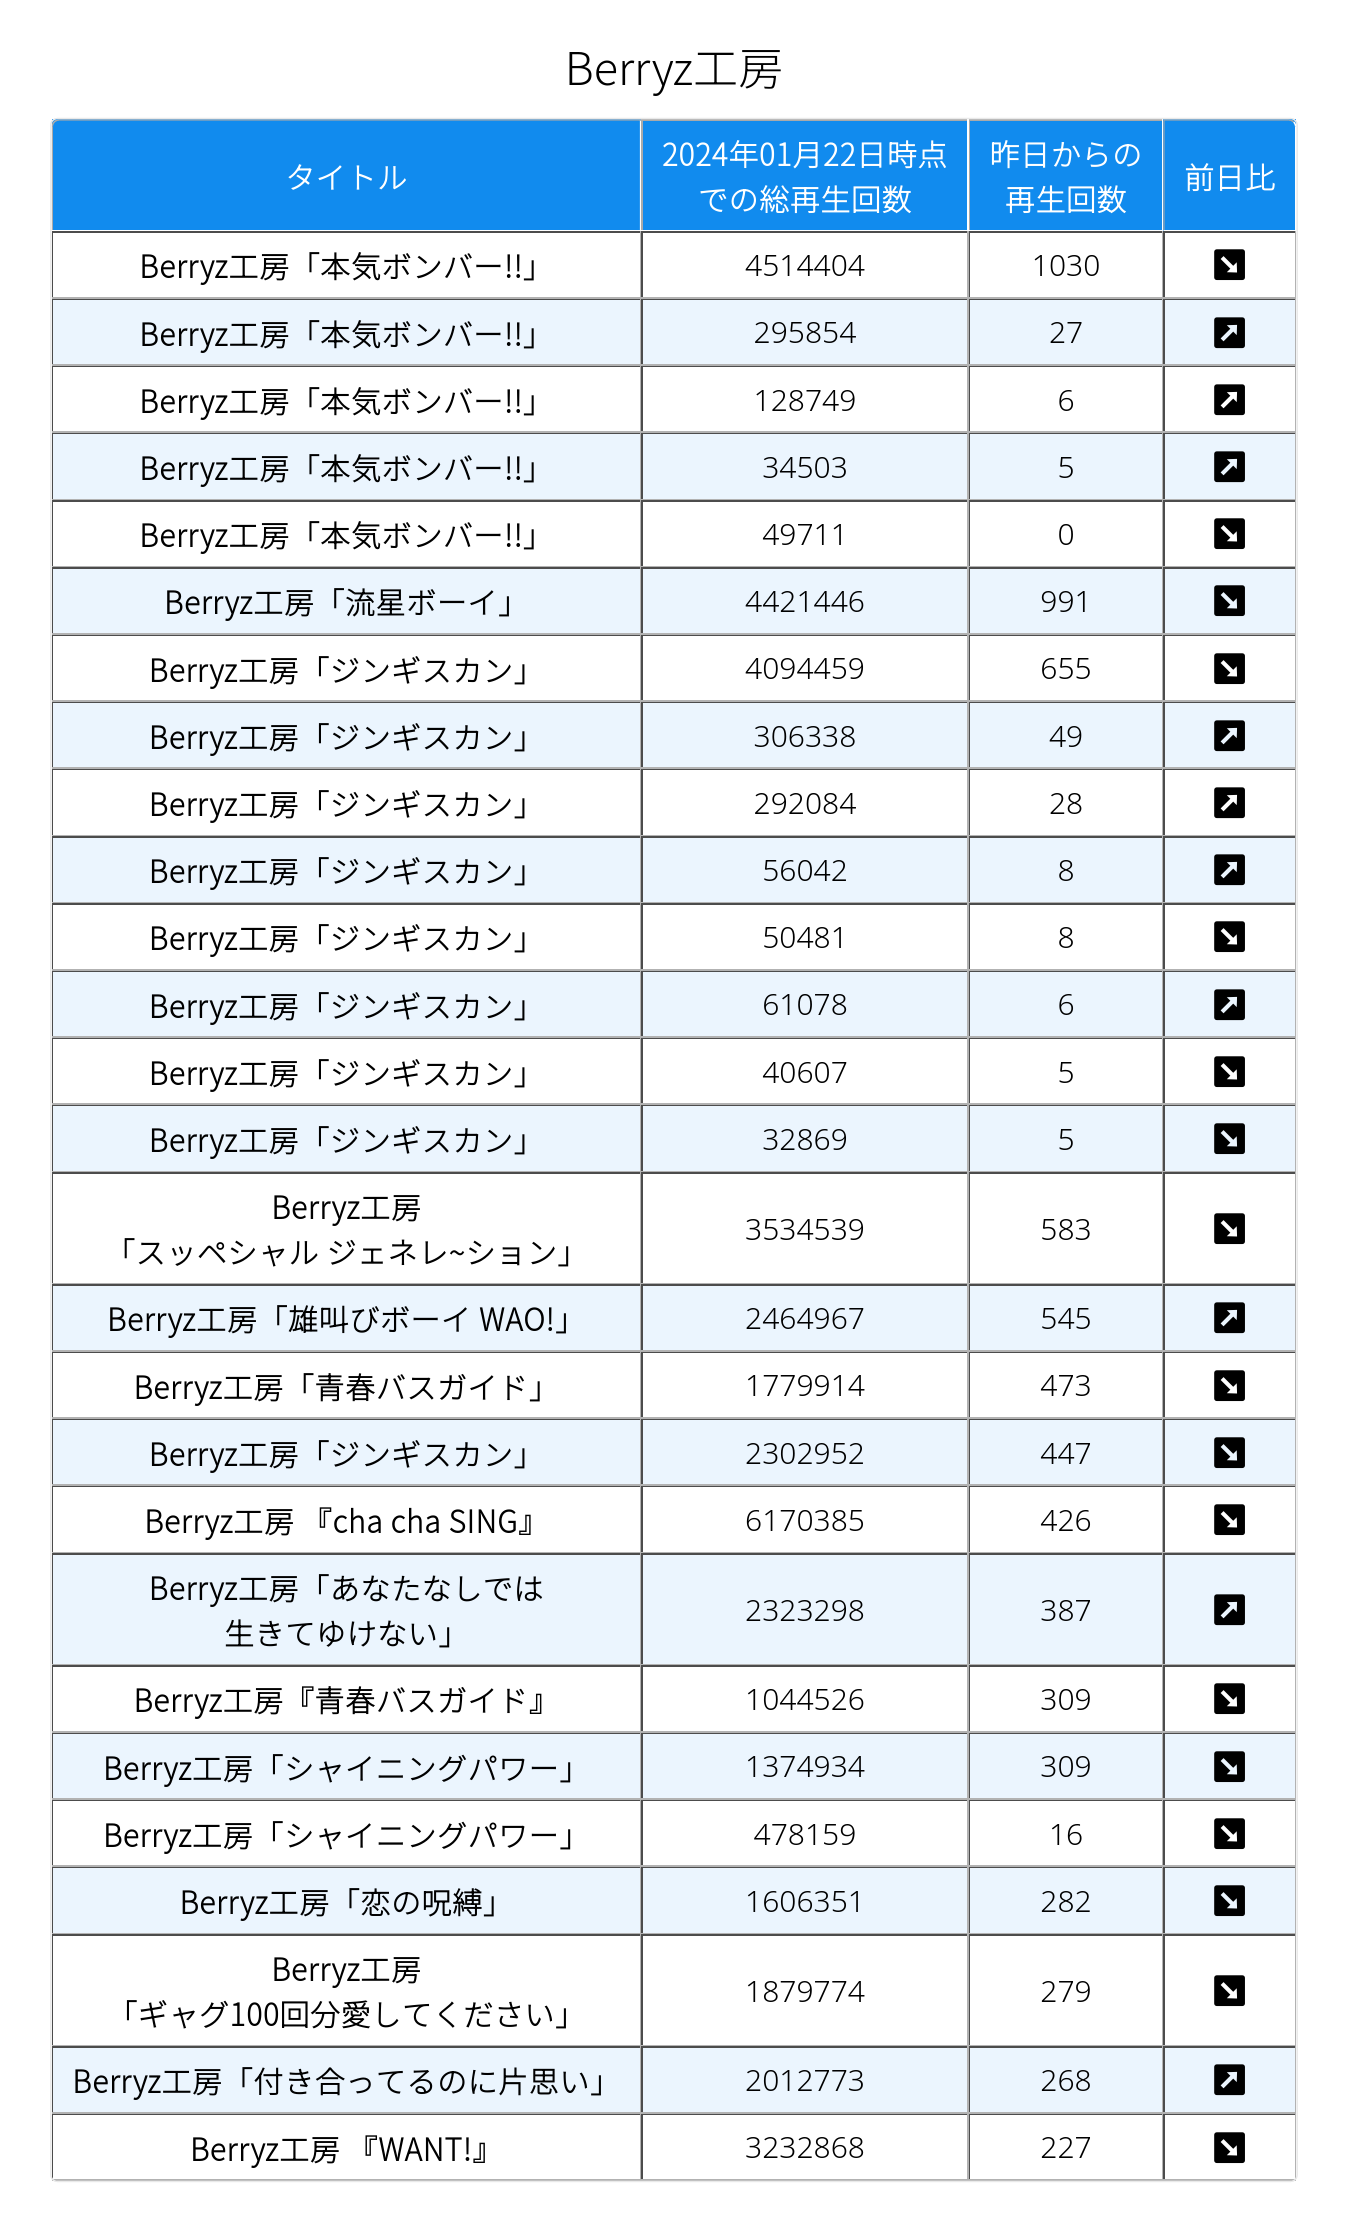 Berryz工房
タイトル
2024年01月22日時点
での総再生回数
昨日からの
再生回数
前日比
Berryz工房「本気ボンバー!!」 4514404 1030
Berryz工房「本気ボンバー!!」 295854 27
Berryz工房「本気ボンバー!!」 128749 6
Berryz工房「本気ボンバー!!」 34503 5
Berryz工房「本気ボンバー!!」 49711 0
Berryz工房「流星ボーイ」 4421446 991
Berryz工房「ジンギスカン」 4094459 655
Berryz工房「ジンギスカン」 306338 49
Berryz工房「ジンギスカン」 292084 28
Berryz工房「ジンギスカン」 56042 8
Berryz工房「ジンギスカン」 50481 8
Berryz工房「ジンギスカン」 61078 6
Berryz工房「ジンギスカン」 40607 5
Berryz工房「ジンギスカン」 32869 5
Berryz工房
「スッペシャル ジェネレ~ション」 3534539 583
Berryz工房「雄叫びボーイ WAO!」 2464967 545
Berryz工房「青春バスガイド」 1779914 473
Berryz工房「ジンギスカン」 2302952 447
Berryz工房 『cha cha SING』 6170385 426
Berryz工房「あなたなしでは
生きてゆけない」 2323298 387
Berryz工房『青春バスガイド』 1044526 309
Berryz工房「シャイニングパワー」 1374934 309
Berryz工房「シャイニングパワー」 478159 16
Berryz工房「恋の呪縛」 1606351 282
Berryz工房
「ギャグ100回分愛してください」 1879774 279
Berryz工房「付き合ってるのに片思い」 2012773 268
Berryz工房 『WANT!』 3232868 227